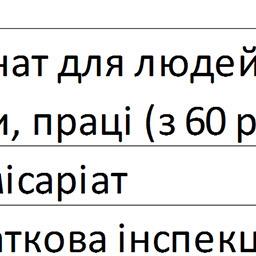 нат для людей
и, праці (з 60 р
місаріат
аткова інспекц